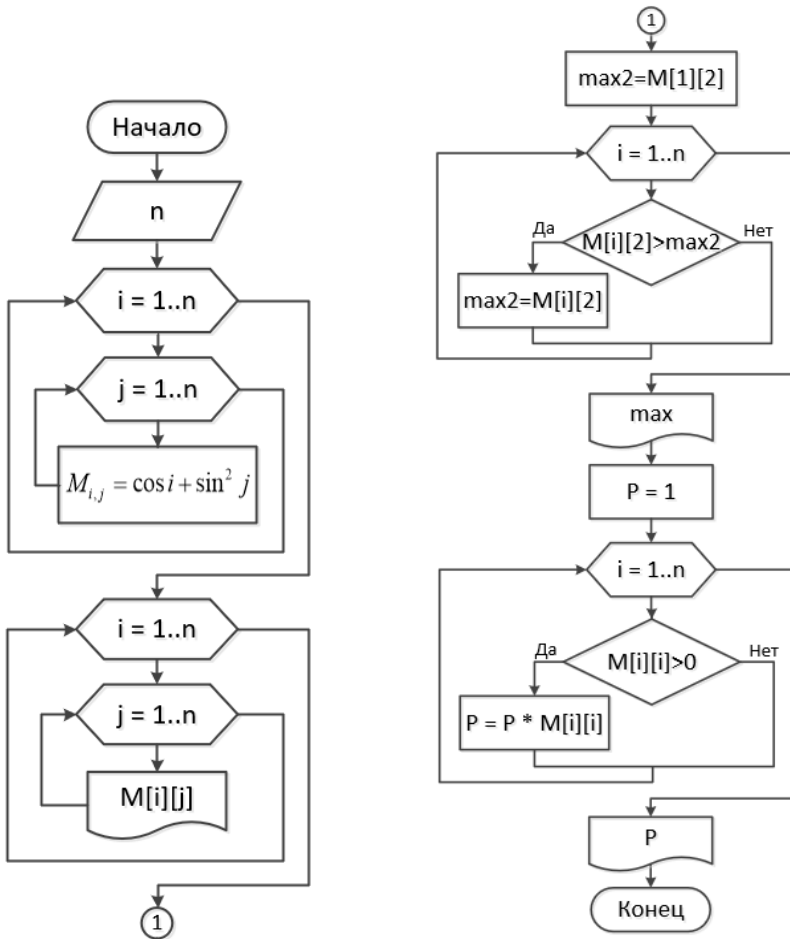 Начало
n
i = 1..n
j = 1..n
M_{i,j} = cos i + sin² j
i = 1..n
j = 1..n
M[i][j]
1
1
max2=M[1][2]
i = 1..n
Да
M[i][2]>max2
Нет
max2=M[i][2]
max
P = 1
i = 1..n
Да
M[i][i]>0
Нет
P = P * M[i][i]
P
Конец